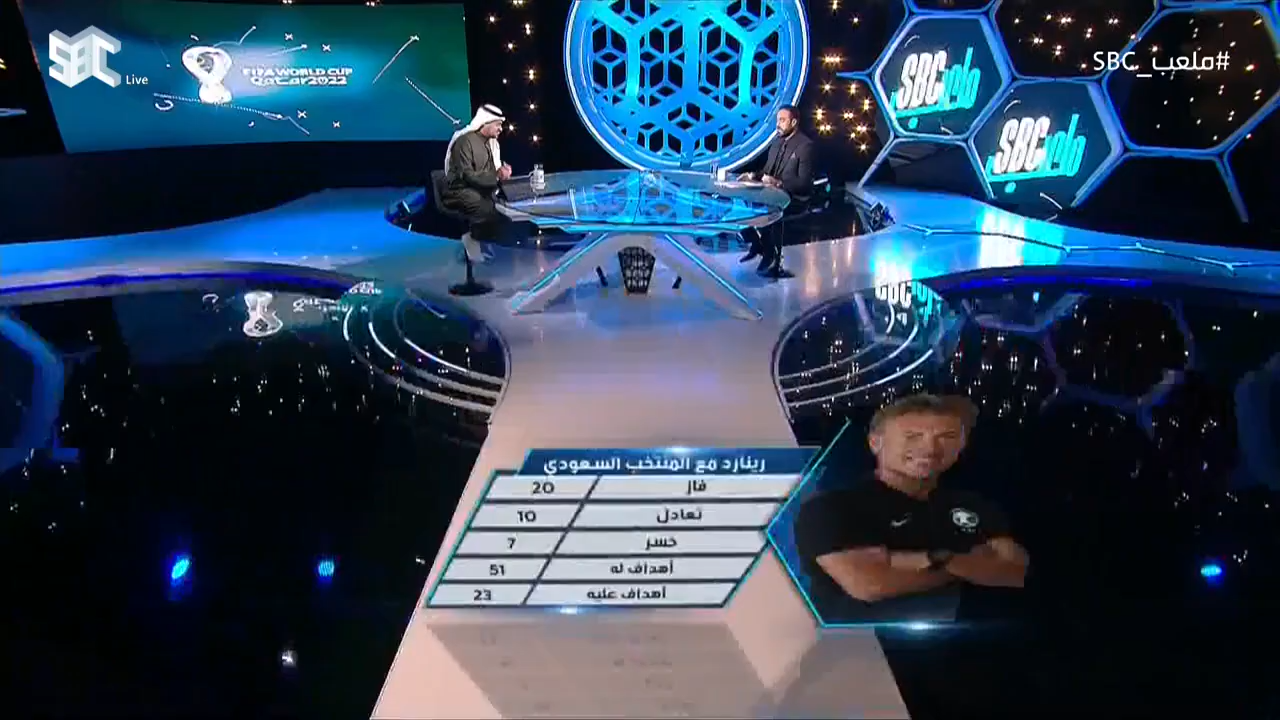 SBC
Live
FIFA WORLD CUP
QaTar2022
#ملعب_SBC
ملعب SBC
ملعب SBC
رينارد مع المنتخب السعودي
فاز 20
تعادل 10
خسر 7
أهداف له 51
أهداف عليه 23